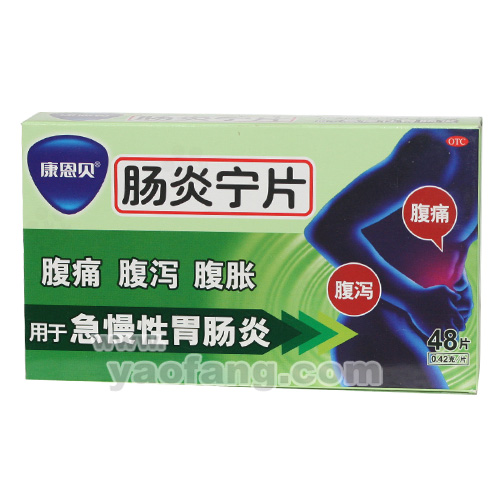 康恩贝®
肠炎宁片
OTC
腹痛
腹泻
腹痛 腹泻 腹胀
用于 急慢性胃肠炎
48片
0.42克/片
www.
yaofang.com